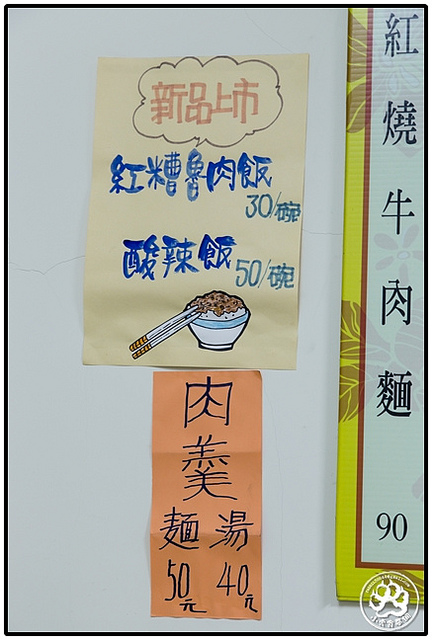 新品上市
紅糟魯肉飯
30/碗
酸辣飯
50/碗
肉羹
湯 40元
麵 50元
紅燒牛肉麵
90